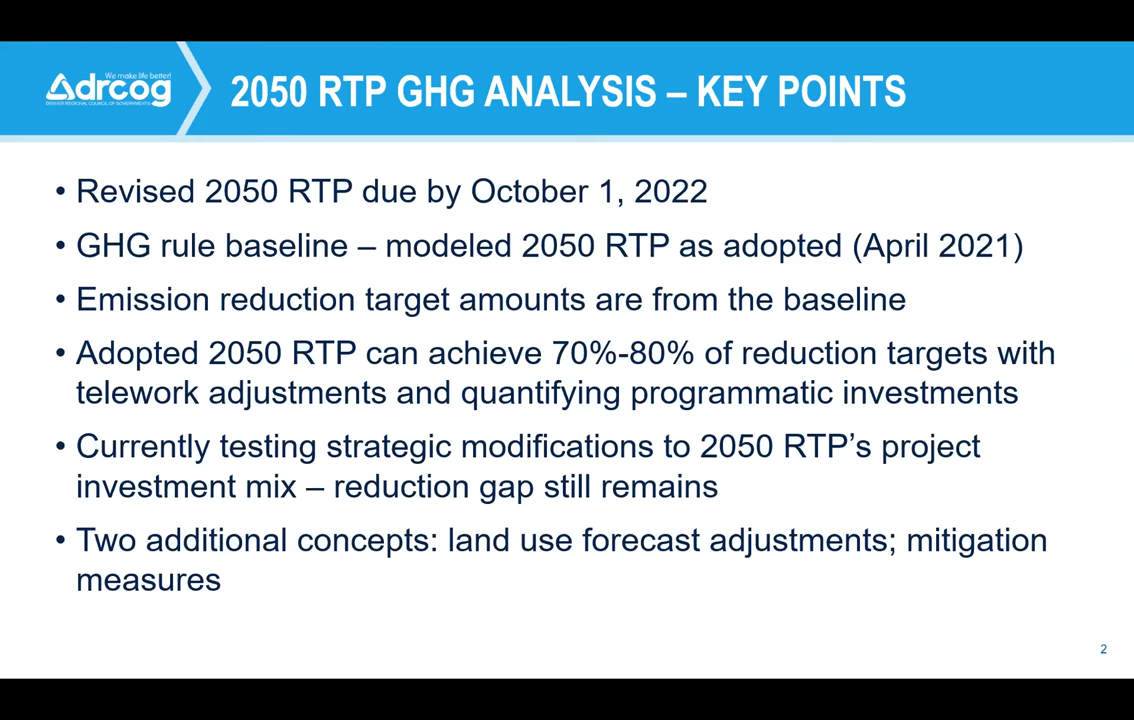 We make life better!
drcog
DENVER REGIONAL COUNCIL OF GOVERNMENTS
2050 RTP GHG ANALYSIS – KEY POINTS
• Revised 2050 RTP due by October 1, 2022
• GHG rule baseline – modeled 2050 RTP as adopted (April 2021)
• Emission reduction target amounts are from the baseline
• Adopted 2050 RTP can achieve 70%-80% of reduction targets with
telework adjustments and quantifying programmatic investments
• Currently testing strategic modifications to 2050 RTP’s project
investment mix – reduction gap still remains
• Two additional concepts: land use forecast adjustments; mitigation
measures
2